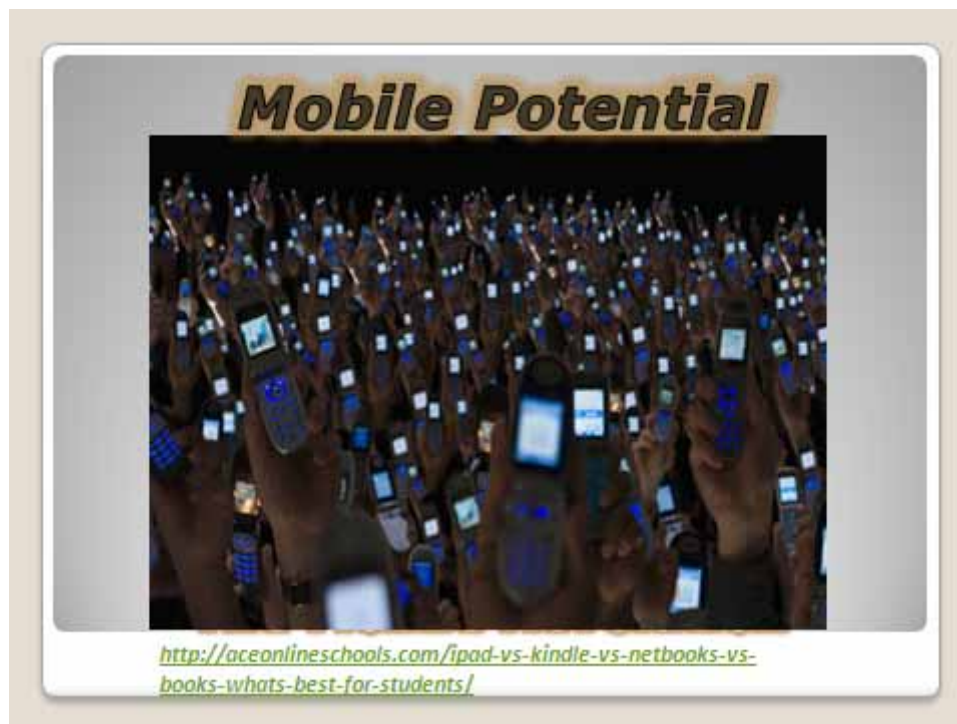 Mobile Potential
http://aceonlineschools.com/ipad-vs-kindle-vs-netbooks-vs-
books-whats-best-for-students/